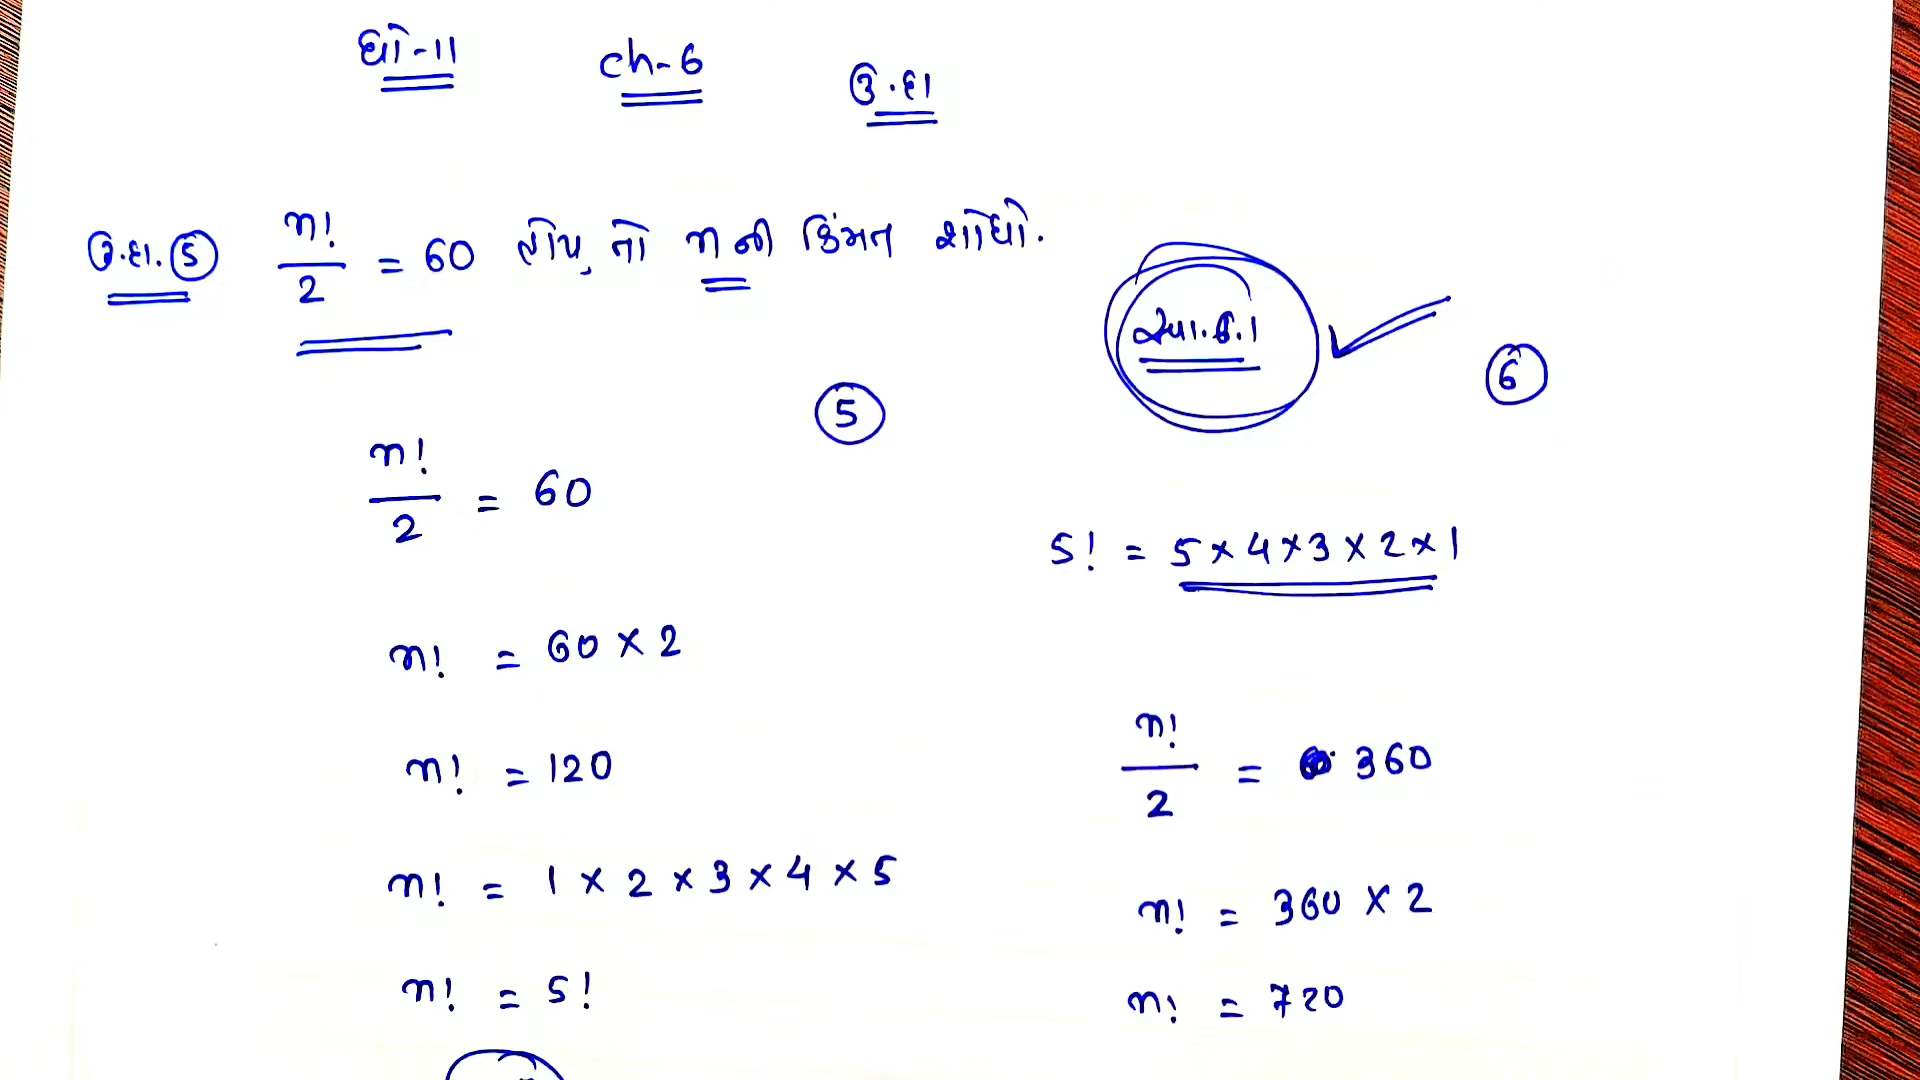 ધો-11 ch-6 ઉ.દા
ઉ.દા. 5 n!/2 = 60 હોય, તો n ની કિંમત શોધો.
સ્વા. 6.1
6
5
n!/2 = 60
5! = 5 × 4 × 3 × 2 × 1
n! = 60 × 2
n!/2 = 360
n! = 120
n! = 1 × 2 × 3 × 4 × 5
n! = 360 × 2
n! = 5!
n! = 720